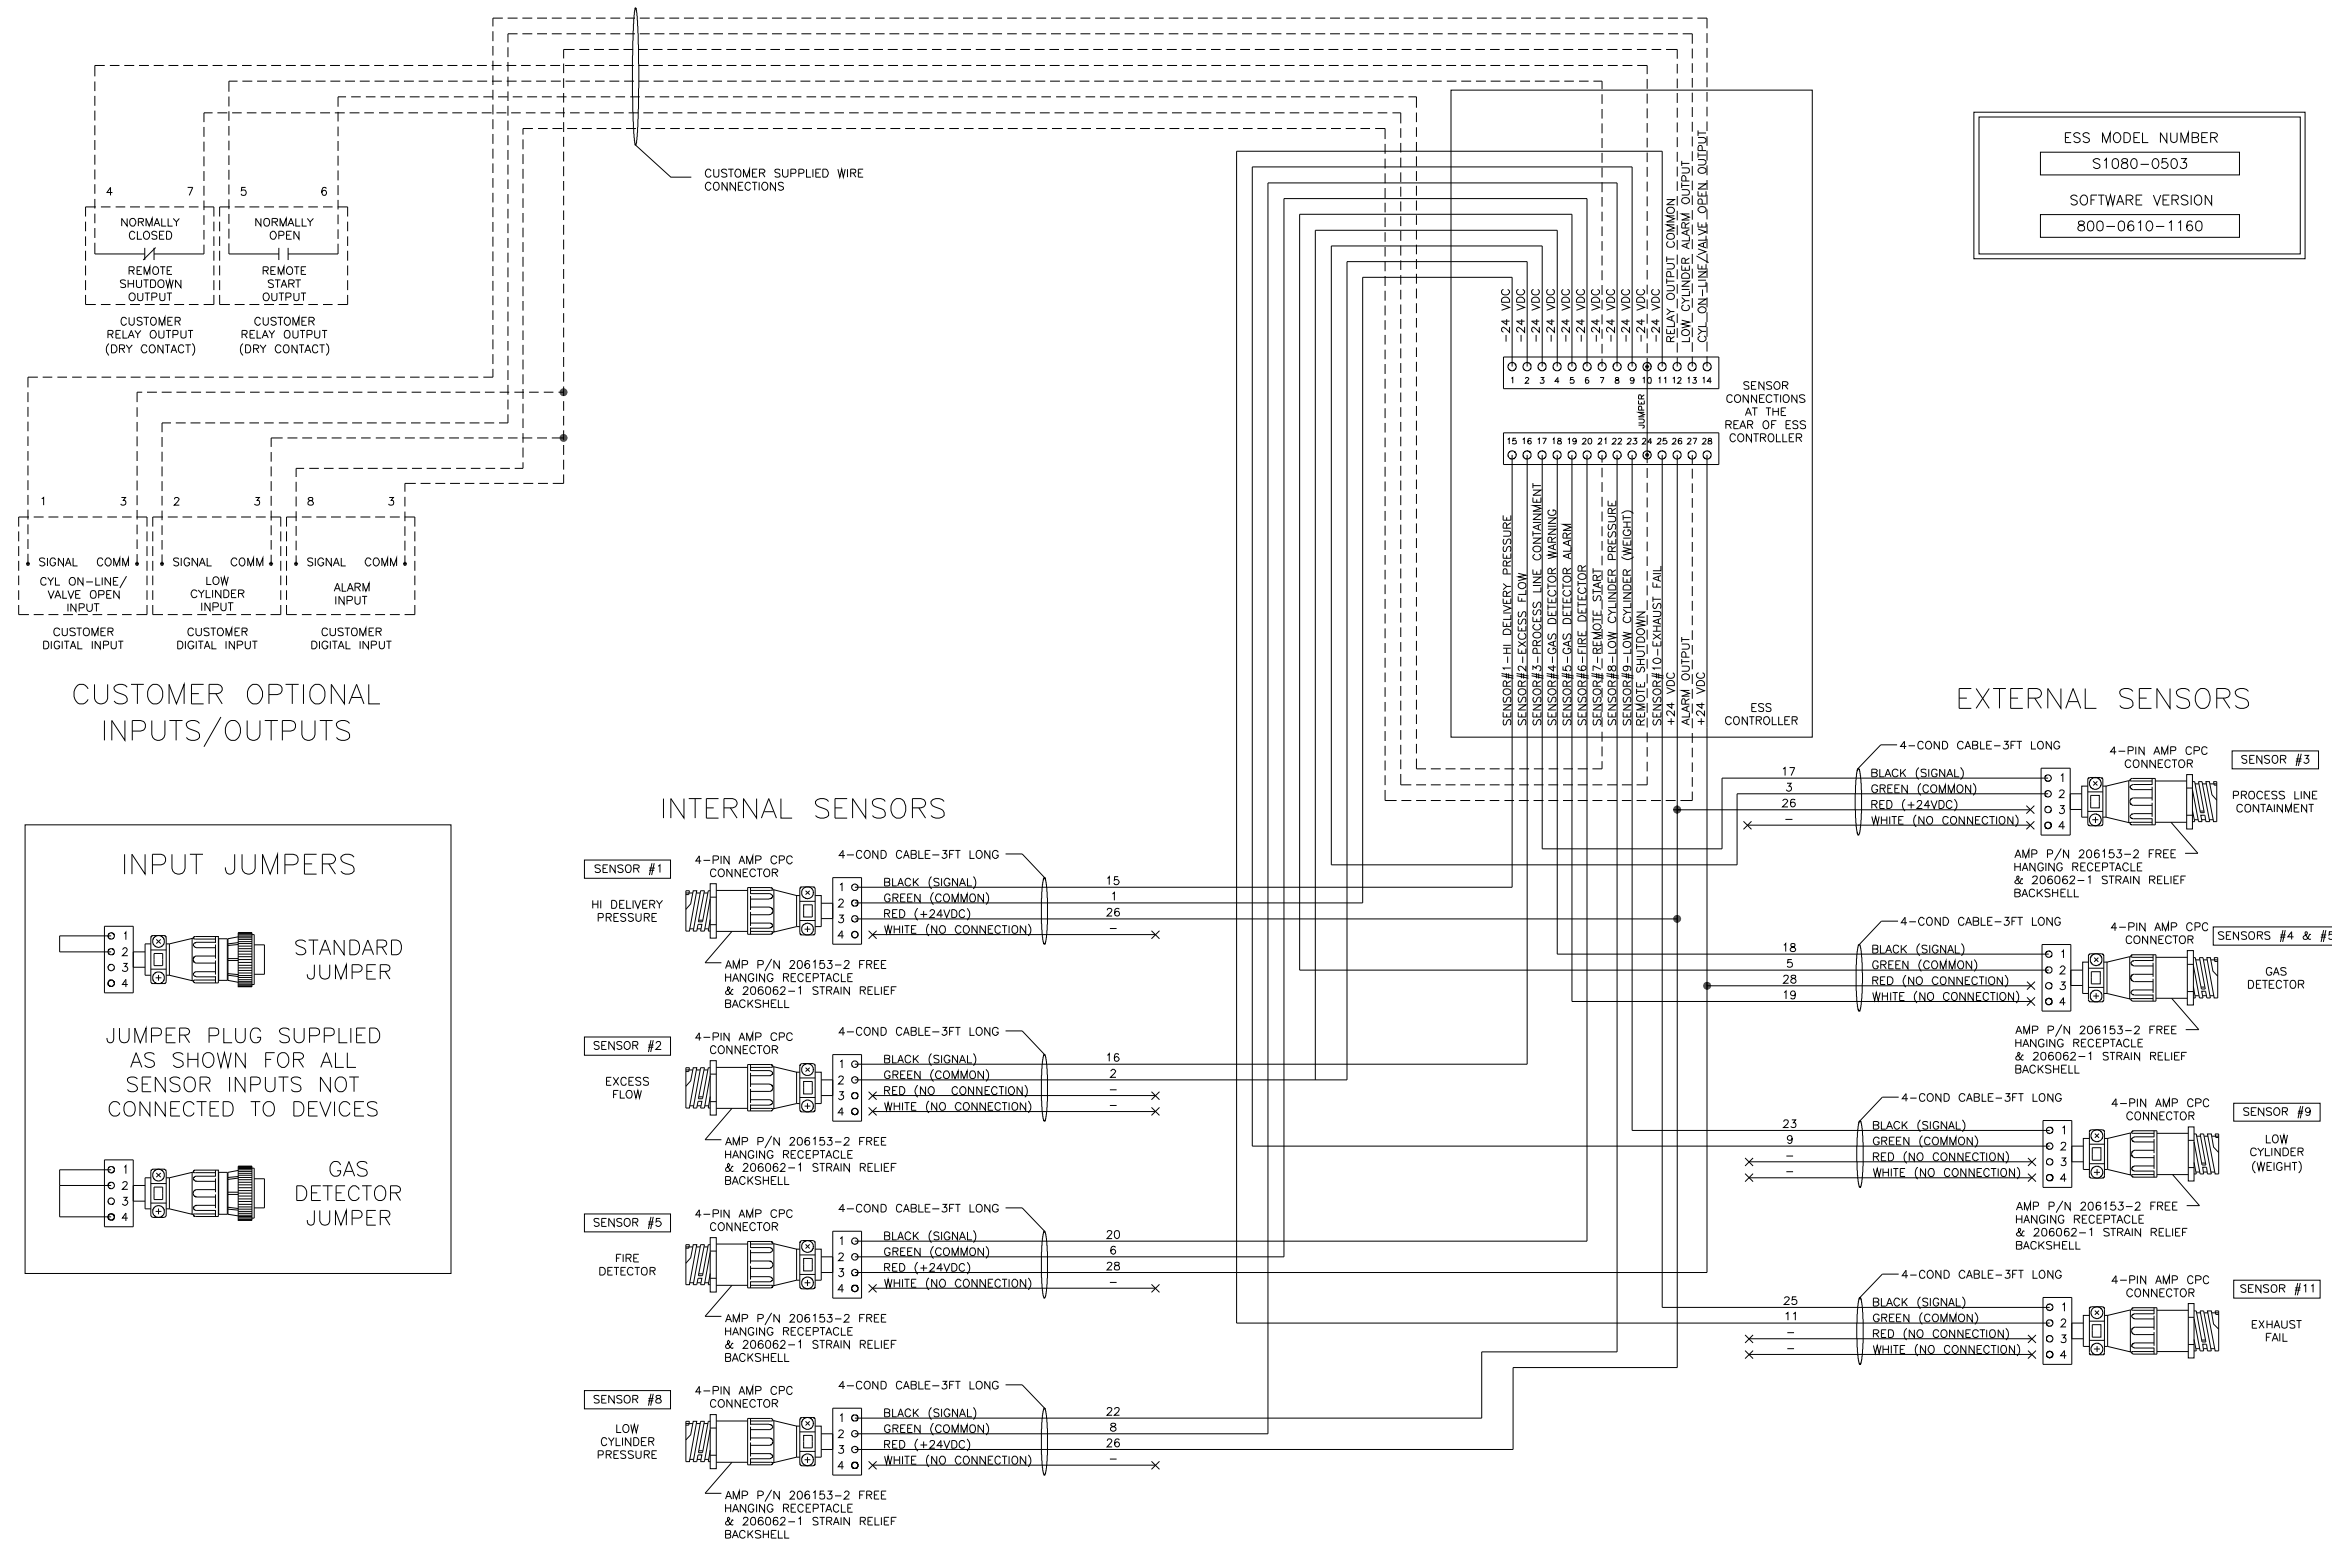 CUSTOMER SUPPLIED WIRE
CONNECTIONS
ESS MODEL NUMBER
S1080-0503
SOFTWARE VERSION
800-0610-1160
4 7
NORMALLY
CLOSED
REMOTE
SHUTDOWN
OUTPUT
CUSTOMER
RELAY OUTPUT
(DRY CONTACT)
5 6
NORMALLY
OPEN
REMOTE
START
OUTPUT
CUSTOMER
RELAY OUTPUT
(DRY CONTACT)
1 3
SIGNAL COMM
CYL ON-LINE/
VALVE OPEN
INPUT
CUSTOMER
DIGITAL INPUT
2 3
SIGNAL COMM
LOW
CYLINDER
INPUT
CUSTOMER
DIGITAL INPUT
8 3
SIGNAL COMM
ALARM
INPUT
CUSTOMER
DIGITAL INPUT
CUSTOMER OPTIONAL
INPUTS/OUTPUTS
-24 VDC
-24 VDC
-24 VDC
-24 VDC
-24 VDC
-24 VDC
-24 VDC
-24 VDC
-24 VDC
-24 VDC
-24 VDC
RELAY OUTPUT COMMON
LOW CYLINDER ALARM OUTPUT
CYL ON-LINE/VALVE OPEN OUTPUT
1 2 3 4 5 6 7 8 9 10 11 12 13 14
JUMPER
SENSOR
CONNECTIONS
AT THE
REAR OF ESS
CONTROLLER
15 16 17 18 19 20 21 22 23 24 25 26 27 28
SENSOR#1-HI DELIVERY PRESSURE
SENSOR#2-EXCESS FLOW
SENSOR#3-PROCESS LINE CONTAINMENT
SENSOR#4-GAS DETECTOR WARNING
SENSOR#5-GAS DETECTOR ALARM
SENSOR#6-FIRE DETECTOR
SENSOR#7-REMOTE START
SENSOR#8-LOW CYLINDER PRESSURE
SENSOR#9-LOW CYLINDER (WEIGHT)
REMOTE SHUTDOWN
SENSOR#10-EXHAUST FAIL
+24 VDC
ALARM OUTPUT
+24 VDC
ESS
CONTROLLER
INPUT JUMPERS
1
2
3
4
STANDARD
JUMPER
JUMPER PLUG SUPPLIED
AS SHOWN FOR ALL
SENSOR INPUTS NOT
CONNECTED TO DEVICES
1
2
3
4
GAS
DETECTOR
JUMPER
INTERNAL SENSORS
SENSOR #1
HI DELIVERY
PRESSURE
4-PIN AMP CPC
CONNECTOR
4-COND CABLE-3FT LONG
1 BLACK (SIGNAL) 15
2 GREEN (COMMON) 1
3 RED (+24VDC) 26
4 WHITE (NO CONNECTION) -
AMP P/N 206153-2 FREE
HANGING RECEPTACLE
& 206062-1 STRAIN RELIEF
BACKSHELL
SENSOR #2
EXCESS
FLOW
4-PIN AMP CPC
CONNECTOR
4-COND CABLE-3FT LONG
1 BLACK (SIGNAL) 16
2 GREEN (COMMON) 2
3 RED (NO CONNECTION) -
4 WHITE (NO CONNECTION) -
AMP P/N 206153-2 FREE
HANGING RECEPTACLE
& 206062-1 STRAIN RELIEF
BACKSHELL
SENSOR #5
FIRE
DETECTOR
4-PIN AMP CPC
CONNECTOR
4-COND CABLE-3FT LONG
1 BLACK (SIGNAL) 20
2 GREEN (COMMON) 6
3 RED (+24VDC) 28
4 WHITE (NO CONNECTION) -
AMP P/N 206153-2 FREE
HANGING RECEPTACLE
& 206062-1 STRAIN RELIEF
BACKSHELL
SENSOR #8
LOW
CYLINDER
PRESSURE
4-PIN AMP CPC
CONNECTOR
4-COND CABLE-3FT LONG
1 BLACK (SIGNAL) 22
2 GREEN (COMMON) 8
3 RED (+24VDC) 26
4 WHITE (NO CONNECTION) -
AMP P/N 206153-2 FREE
HANGING RECEPTACLE
& 206062-1 STRAIN RELIEF
BACKSHELL
EXTERNAL SENSORS
4-COND CABLE-3FT LONG
4-PIN AMP CPC
CONNECTOR
SENSOR #3
PROCESS LINE
CONTAINMENT
17 BLACK (SIGNAL) 1
3 GREEN (COMMON) 2
26 RED (+24VDC) 3
- WHITE (NO CONNECTION) 4
AMP P/N 206153-2 FREE
HANGING RECEPTACLE
& 206062-1 STRAIN RELIEF
BACKSHELL
4-COND CABLE-3FT LONG
4-PIN AMP CPC
CONNECTOR
SENSORS #4 & #5
GAS
DETECTOR
18 BLACK (SIGNAL) 1
5 GREEN (COMMON) 2
28 RED (NO CONNECTION) 3
19 WHITE (NO CONNECTION) 4
AMP P/N 206153-2 FREE
HANGING RECEPTACLE
& 206062-1 STRAIN RELIEF
BACKSHELL
4-COND CABLE-3FT LONG
4-PIN AMP CPC
CONNECTOR
SENSOR #9
LOW
CYLINDER
(WEIGHT)
23 BLACK (SIGNAL) 1
9 GREEN (COMMON) 2
- RED (NO CONNECTION) 3
- WHITE (NO CONNECTION) 4
AMP P/N 206153-2 FREE
HANGING RECEPTACLE
& 206062-1 STRAIN RELIEF
BACKSHELL
4-COND CABLE-3FT LONG
4-PIN AMP CPC
CONNECTOR
SENSOR #11
EXHAUST
FAIL
25 BLACK (SIGNAL) 1
11 GREEN (COMMON) 2
- RED (NO CONNECTION) 3
- WHITE (NO CONNECTION) 4